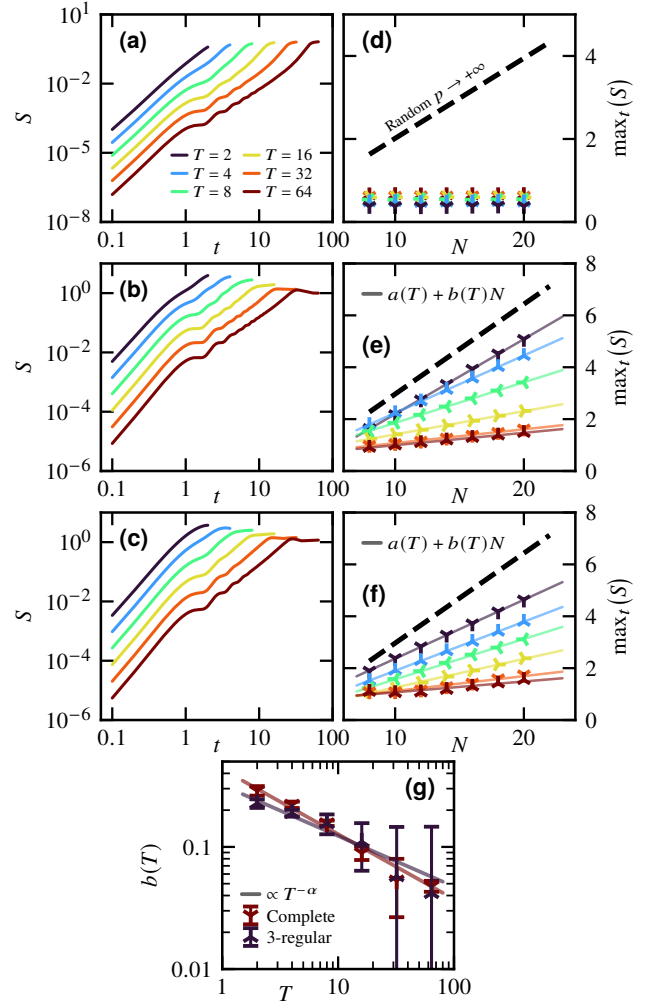 (a)
S
10^1
10^-2
10^-5
10^-8
T = 2
T = 4
T = 8
T = 16
T = 32
T = 64
0.1
1
10
100
t
(d)
Random p → +∞
4
2
0
max_t(S)
10
20
N
(b)
S
10^0
10^-2
10^-4
10^-6
0.1
1
10
100
t
(e)
a(T) + b(T)N
8
6
4
2
0
max_t(S)
10
20
N
(c)
S
10^0
10^-2
10^-4
10^-6
0.1
1
10
100
t
(f)
a(T) + b(T)N
8
6
4
2
0
max_t(S)
10
20
N
(g)
b(T)
0.1
0.01
∝ T^-α
Complete
3-regular
1
10
100
T